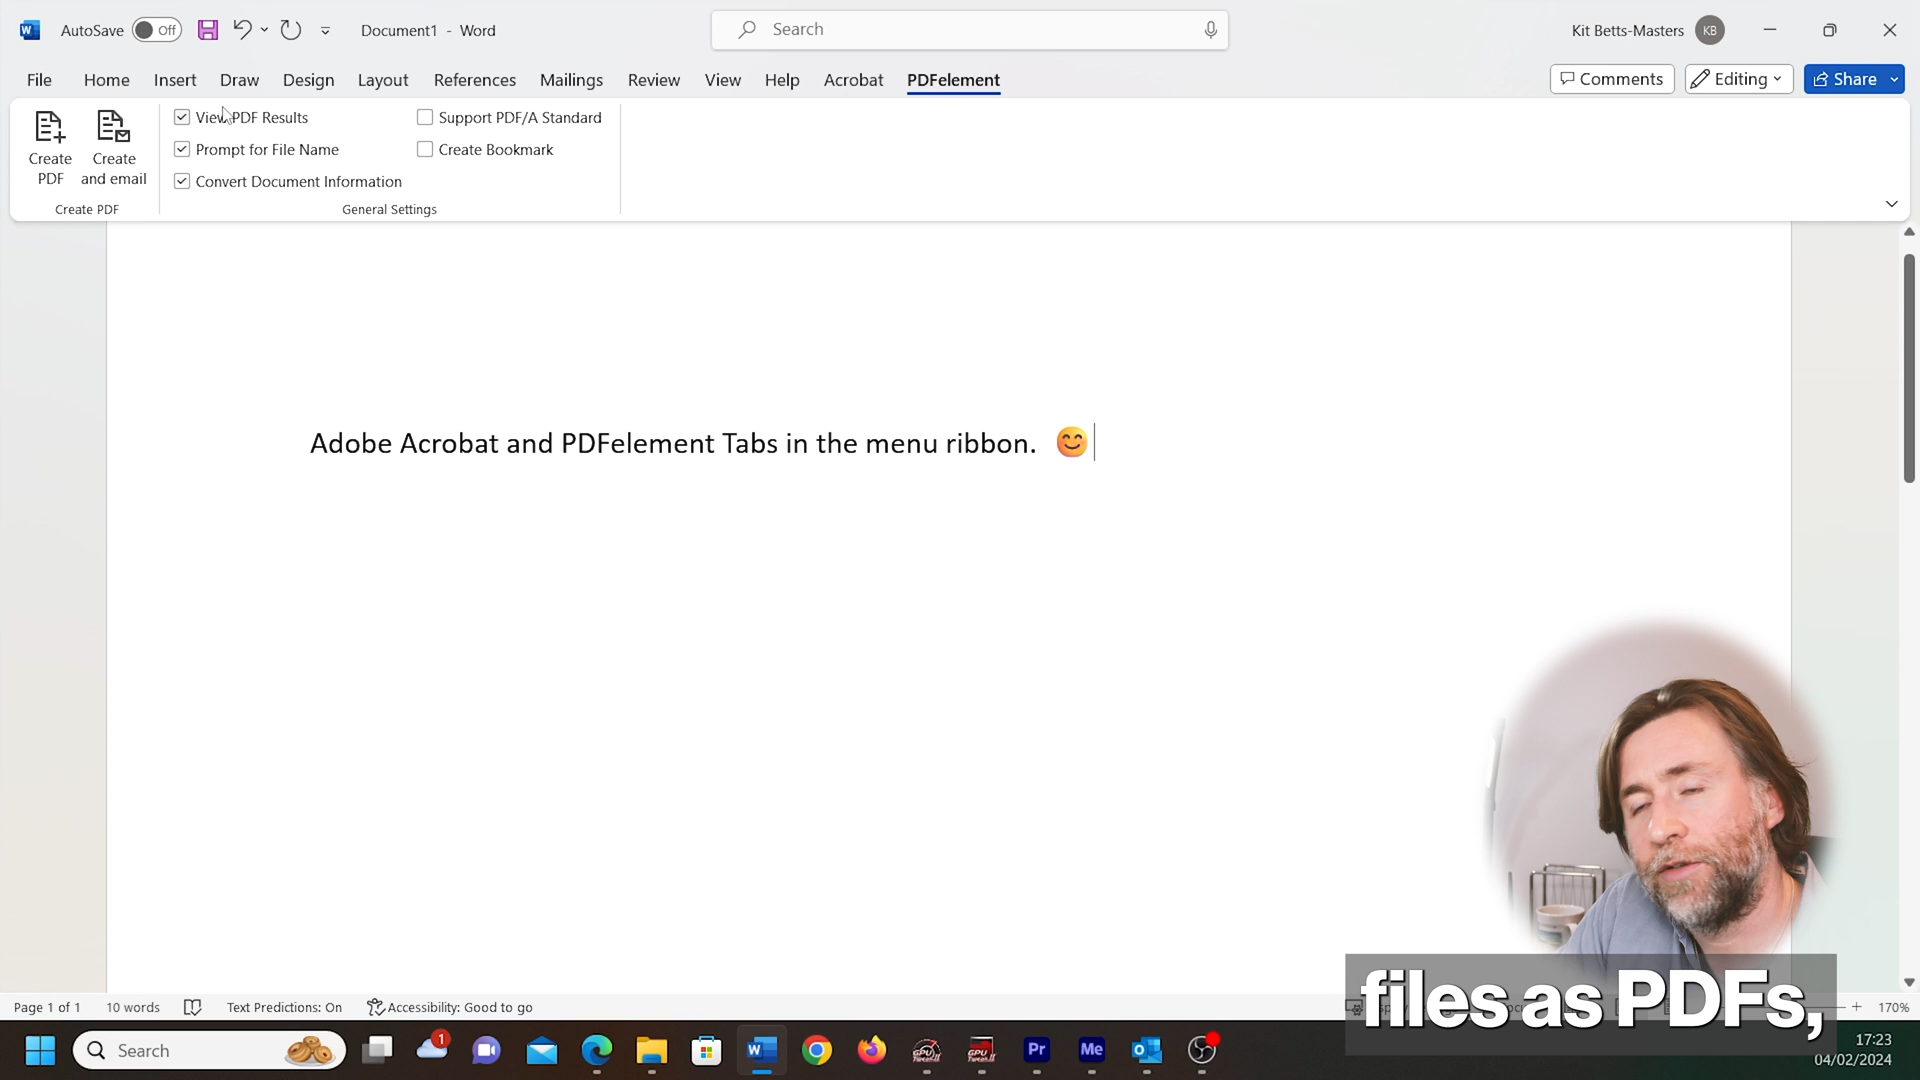 AutoSave Off Document1 - Word Search Kit Betts-Masters KB
File Home Insert Draw Design Layout References Mailings Review View Help Acrobat PDFelement Comments Editing Share
Create PDF
Create and email
View PDF Results
Prompt for File Name
Convert Document Information
Support PDF/A Standard
Create Bookmark
Create PDF General Settings
Adobe Acrobat and PDFelement Tabs in the menu ribbon. 😊
files as PDFs,
Page 1 of 1 10 words Text Predictions: On Accessibility: Good to go 170%
Search 1 Pr Me 17:23
04/02/2024